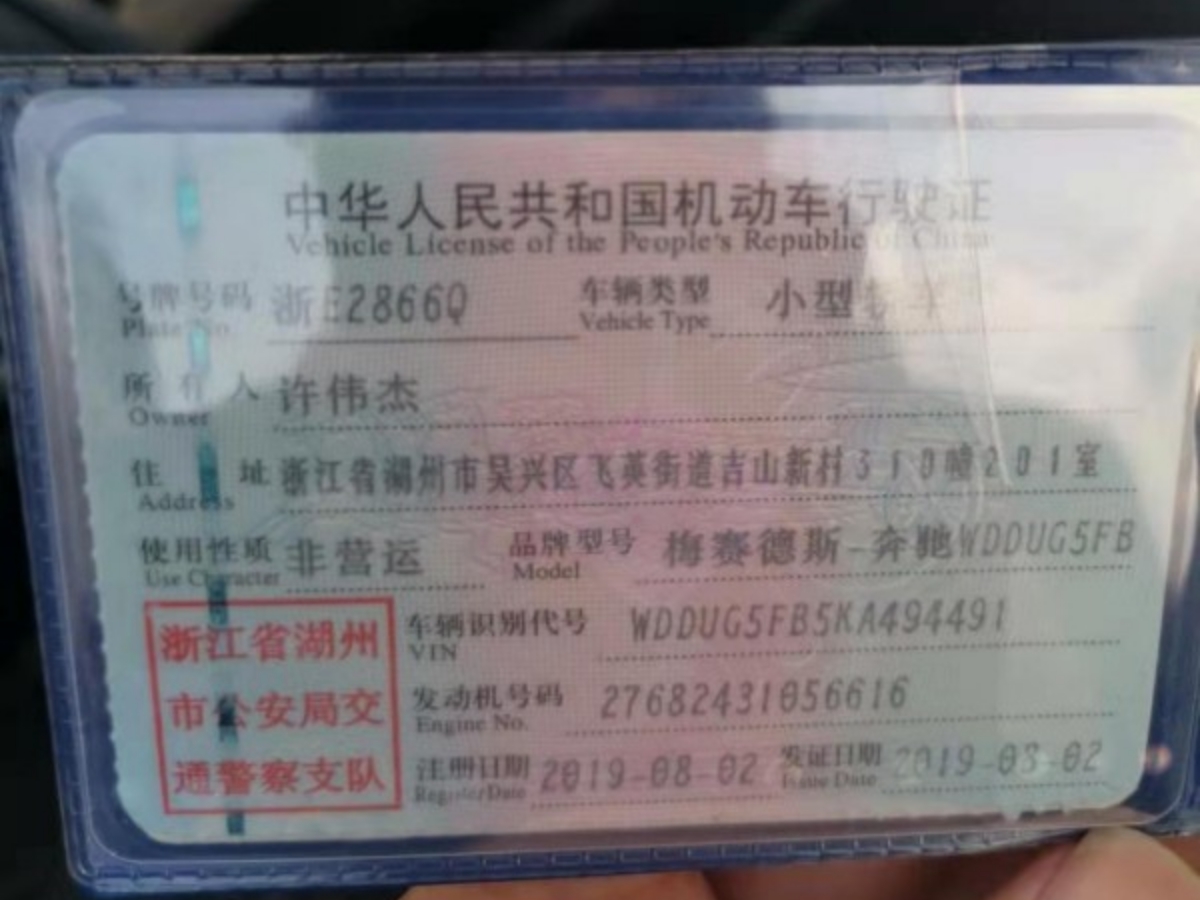 中华人民共和国机动车行驶证
Vehicle License of the People's Republic of China
号牌号码 浙E2866Q 车辆类型 小型轿车
Plate No. Vehicle Type
所有人 许伟杰
Owner
住址 浙江省湖州市吴兴区飞英街道吉山新村310幢201室
Address
使用性质 非营运 品牌型号 梅赛德斯-奔驰WDDUG5FB
Use Character Model
浙江省湖州
市公安局交
通警察支队
车辆识别代号 WDDUG5FB5KA494491
VIN
发动机号码 27682431056616
Engine No.
注册日期 2019-08-02 发证日期 2019-08-02
Register Date Issue Date